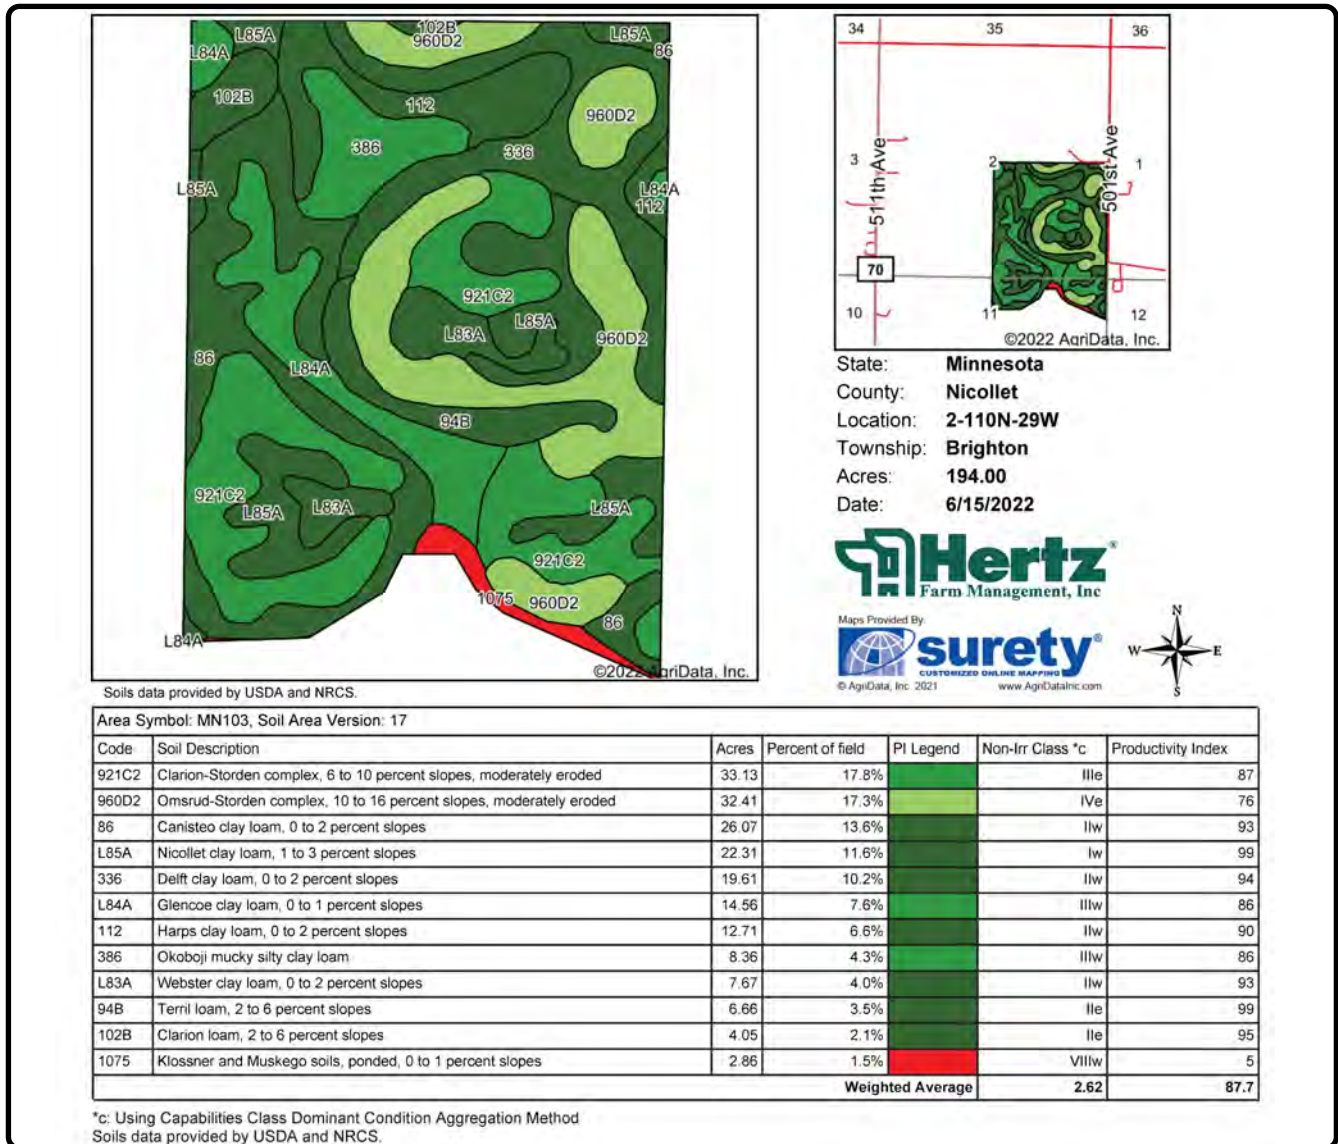 L85A
102B
960D2
L85A
L84A
86
102B
112
960D2
386
336
L85A
L84A
112
921C2
L83A
L85A
960D2
86
L84A
94B
921C2
L85A
L83A
L85A
921C2
1075
960D2
86
L84A
©2022 AgriData, Inc.
Soils data provided by USDA and NRCS.
34
35
36
3
2
1
511th Ave
501st Ave
70
10
11
12
©2022 AgriData, Inc.
State: Minnesota
County: Nicollet
Location: 2-110N-29W
Township: Brighton
Acres: 194.00
Date: 6/15/2022
Hertz®
Farm Management, Inc
Maps Provided By:
surety®
CUSTOMIZED ONLINE MAPPING
© AgriData, Inc. 2021 www.AgriDataInc.com
N
W E
S
Area Symbol: MN103, Soil Area Version: 17
Code Soil Description Acres Percent of field PI Legend Non-Irr Class *c Productivity Index
921C2 Clarion-Storden complex, 6 to 10 percent slopes, moderately eroded 33.13 17.8% IIIe 87
960D2 Omsrud-Storden complex, 10 to 16 percent slopes, moderately eroded 32.41 17.3% IVe 76
86 Canisteo clay loam, 0 to 2 percent slopes 26.07 13.6% IIw 93
L85A Nicollet clay loam, 1 to 3 percent slopes 22.31 11.6% Iw 99
336 Delft clay loam, 0 to 2 percent slopes 19.61 10.2% IIw 94
L84A Glencoe clay loam, 0 to 1 percent slopes 14.56 7.6% IIIw 86
112 Harps clay loam, 0 to 2 percent slopes 12.71 6.6% IIw 90
386 Okoboji mucky silty clay loam 8.36 4.3% IIIw 86
L83A Webster clay loam, 0 to 2 percent slopes 7.67 4.0% IIw 93
94B Terril loam, 2 to 6 percent slopes 6.66 3.5% IIe 99
102B Clarion loam, 2 to 6 percent slopes 4.05 2.1% IIe 95
1075 Klossner and Muskego soils, ponded, 0 to 1 percent slopes 2.86 1.5% VIIIw 5
Weighted Average 2.62 87.7
*c: Using Capabilities Class Dominant Condition Aggregation Method
Soils data provided by USDA and NRCS.